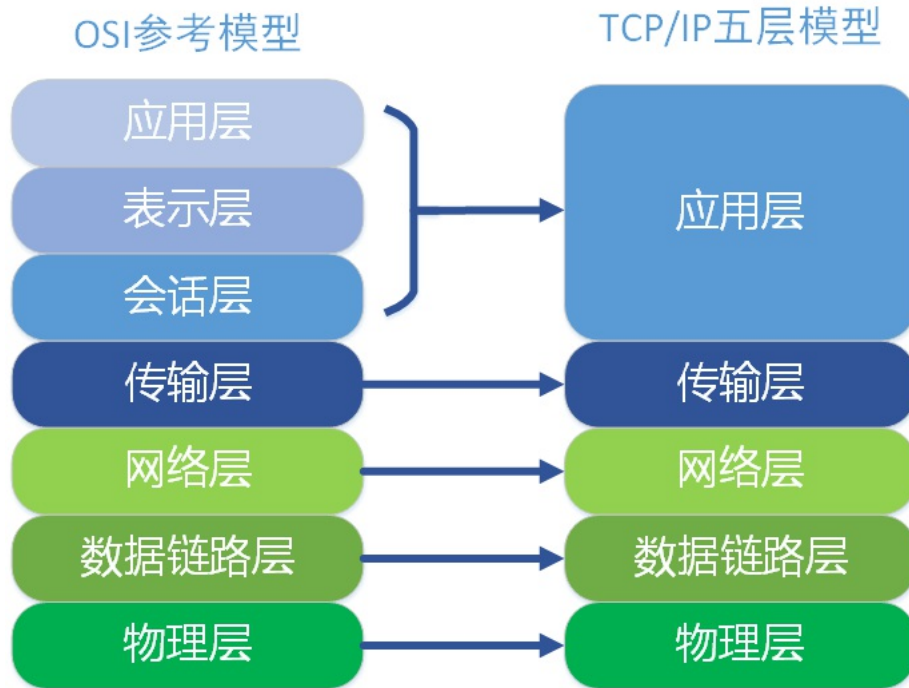 OSI参考模型
TCP/IP五层模型
应用层
表示层
会话层
传输层
网络层
数据链路层
物理层
应用层
传输层
网络层
数据链路层
物理层